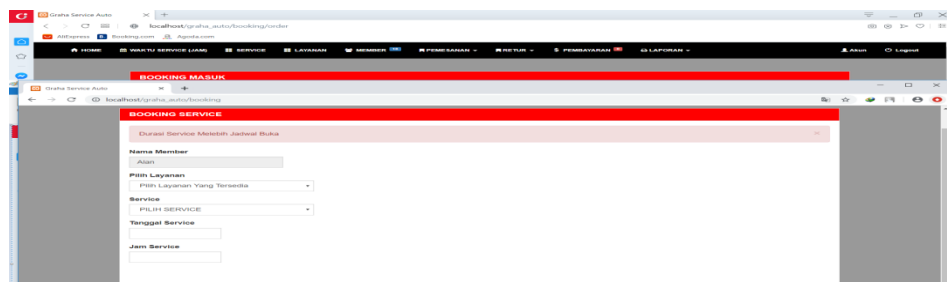 Graha Service Auto
localhost/graha_auto/booking/order
AliExpress Booking.com Agoda.com
HOME WAKTU SERVICE (JAM) SERVICE LAYANAN MEMBER PEMESANAN RETUR PEMBAYARAN LAPORAN Akun Logout
BOOKING MASUK
Graha Service Auto
localhost/graha_auto/booking
BOOKING SERVICE
Durasi Service Melebih Jadwal Buka
Nama Member
Alan
Pilih Layanan
Pilih Layanan Yang Tersedia
Service
PILIH SERVICE
Tanggal Service
Jam Service